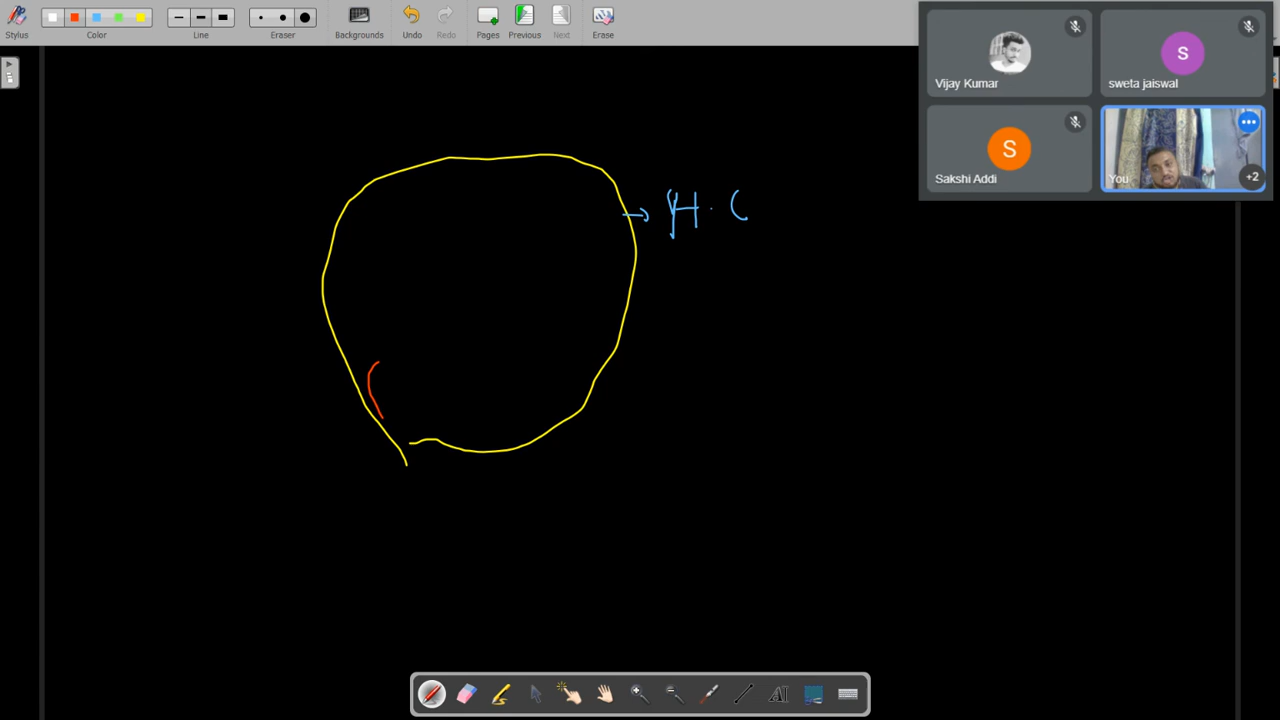 Stylus
Color
Line
Eraser
Backgrounds
Undo
Redo
Pages
Previous
Next
Erase
Vijay Kumar
S
sweta jaiswal
S
Sakshi Addi
You
+2
AI